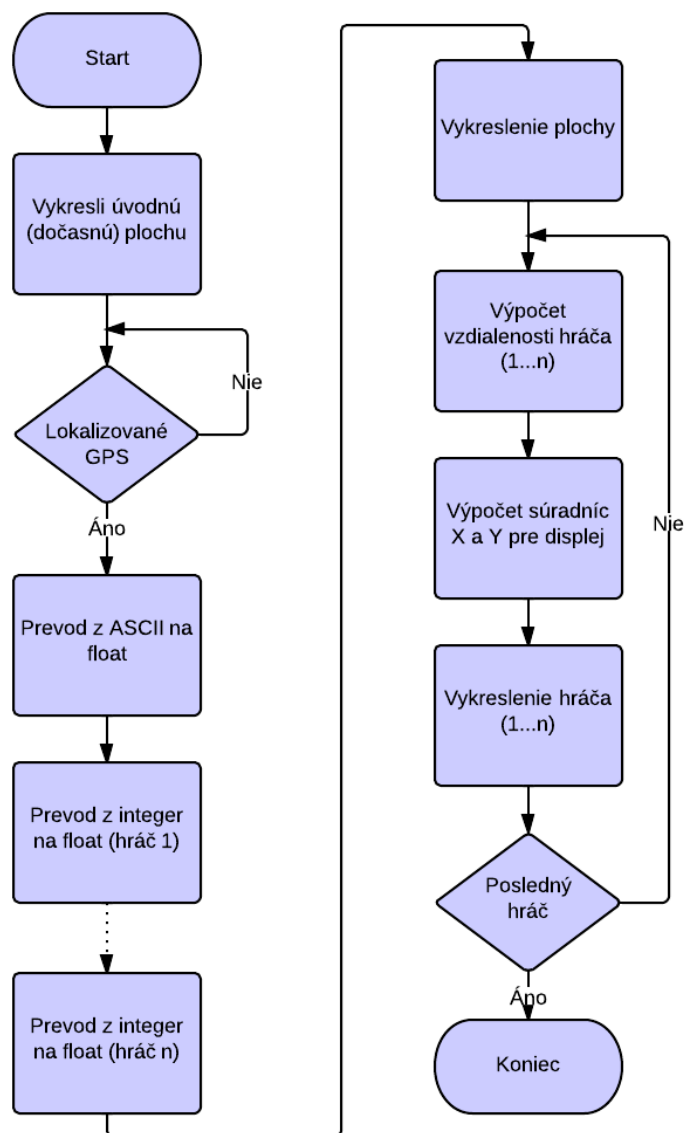 Start
Vykresli úvodnú
(dočasnú) plochu
Nie
Lokalizované
GPS
Áno
Prevod z ASCII na
float
Prevod z integer
na float (hráč 1)
Prevod z integer
na float (hráč n)
Vykreslenie plochy
Výpočet
vzdialenosti hráča
(1...n)
Výpočet súradníc
X a Y pre displej
Nie
Vykreslenie hráča
(1...n)
Posledný
hráč
Áno
Koniec